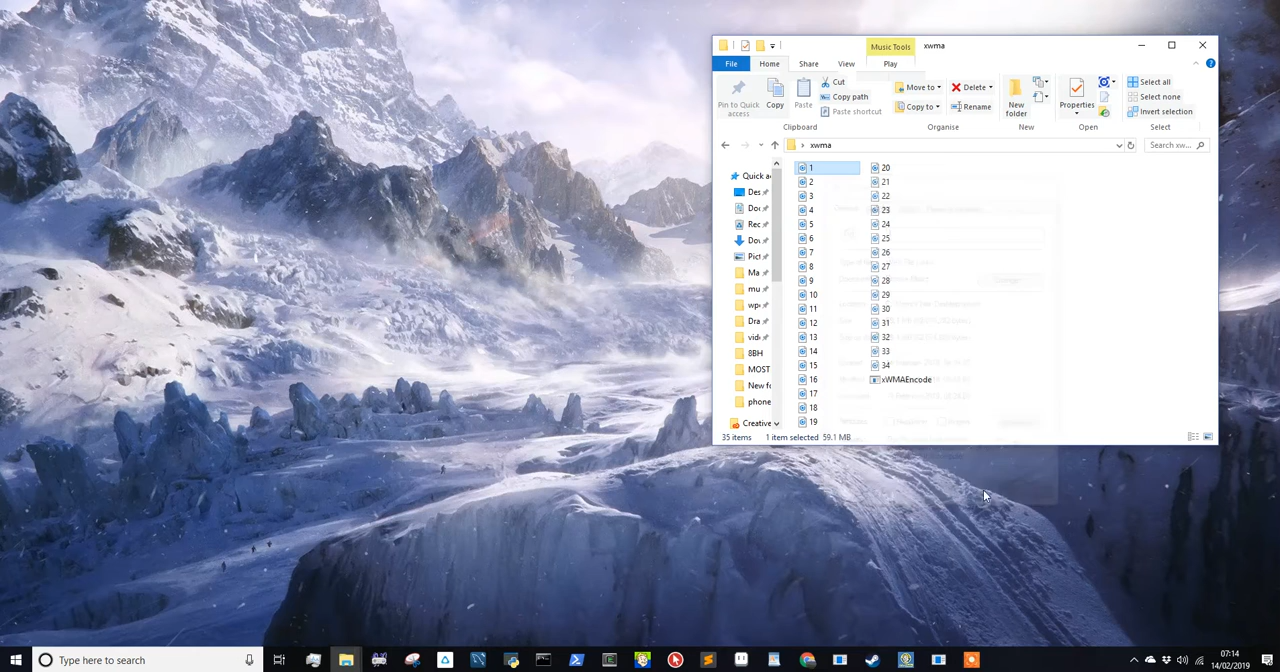 Music Tools xwma
File Home Share View Play
Pin to Quick access
Copy
Paste
Cut
Copy path
Paste shortcut
Move to
Copy to
Delete
Rename
New folder
Properties
Select all
Select none
Invert selection
Clipboard Organise New Open Select
xwma
Search xw...
Quick a
Des
Do
Rec
Dov
Pict
Ma
mu
wp
Dra
vid
8BH
MOST
New fo
phone
Creative
1
2
3
4
5
6
7
8
9
10
11
12
13
14
15
16
17
18
19
20
21
22
23
24
25
26
27
28
29
30
31
32
33
34
xWMAEncode
35 items 1 item selected 59.1 MB
Type here to search
07:14
14/02/2019